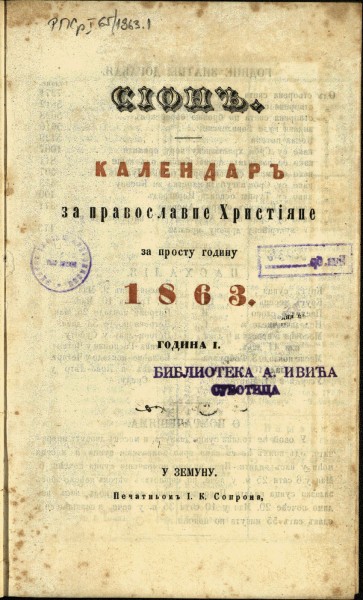 СІОНЪ.
КАЛЕНДАРЪ
за православне Христіяне
за просту годину
1863.
ГОДИНА I.
БИБЛИОТЕКА А. ИВИЋА
СУБОТИЦА
У ЗЕМУНУ.
Печатньомъ І. К. Сопрона.